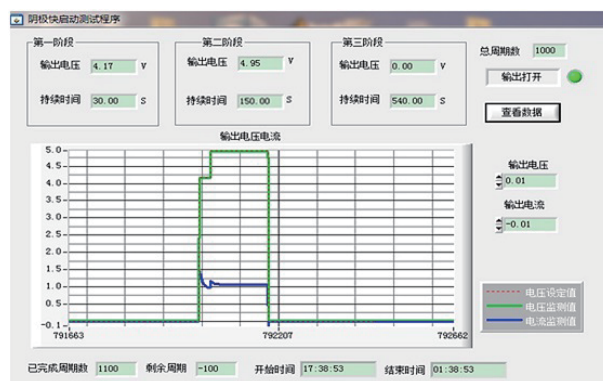 阴极快启动测试程序
第一阶段 第二阶段 第三阶段 总周期数 1000
输出电压 4.17 V 输出电压 4.95 V 输出电压 0.00 V
输出打开
持续时间 30.00 S 持续时间 150.00 S 持续时间 540.00 S
查看数据
输出电压电流
5.0
4.5
4.0
3.5
3.0
2.5
2.0
1.5
1.0
0.5
-0.1
791663 792207 792662
输出电压
0.01
输出电流
-0.01
电压设定值
电压监测值
电流监测值
已完成周期数 1100 剩余周期 -100 开始时间 17:38:53 结束时间 01:38:53